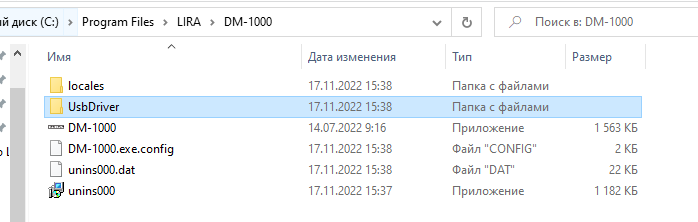 й диск (C:) > Program Files > LIRA > DM-1000 Поиск в: DM-1000
Имя Дата изменения Тип Размер
locales 17.11.2022 15:38 Папка с файлами
UsbDriver 17.11.2022 15:38 Папка с файлами
DM-1000 14.07.2022 9:16 Приложение 1 563 КБ
DM-1000.exe.config 17.11.2022 15:38 Файл "CONFIG" 2 КБ
unins000.dat 17.11.2022 15:38 Файл "DAT" 22 КБ
unins000 17.11.2022 15:37 Приложение 1 182 КБ